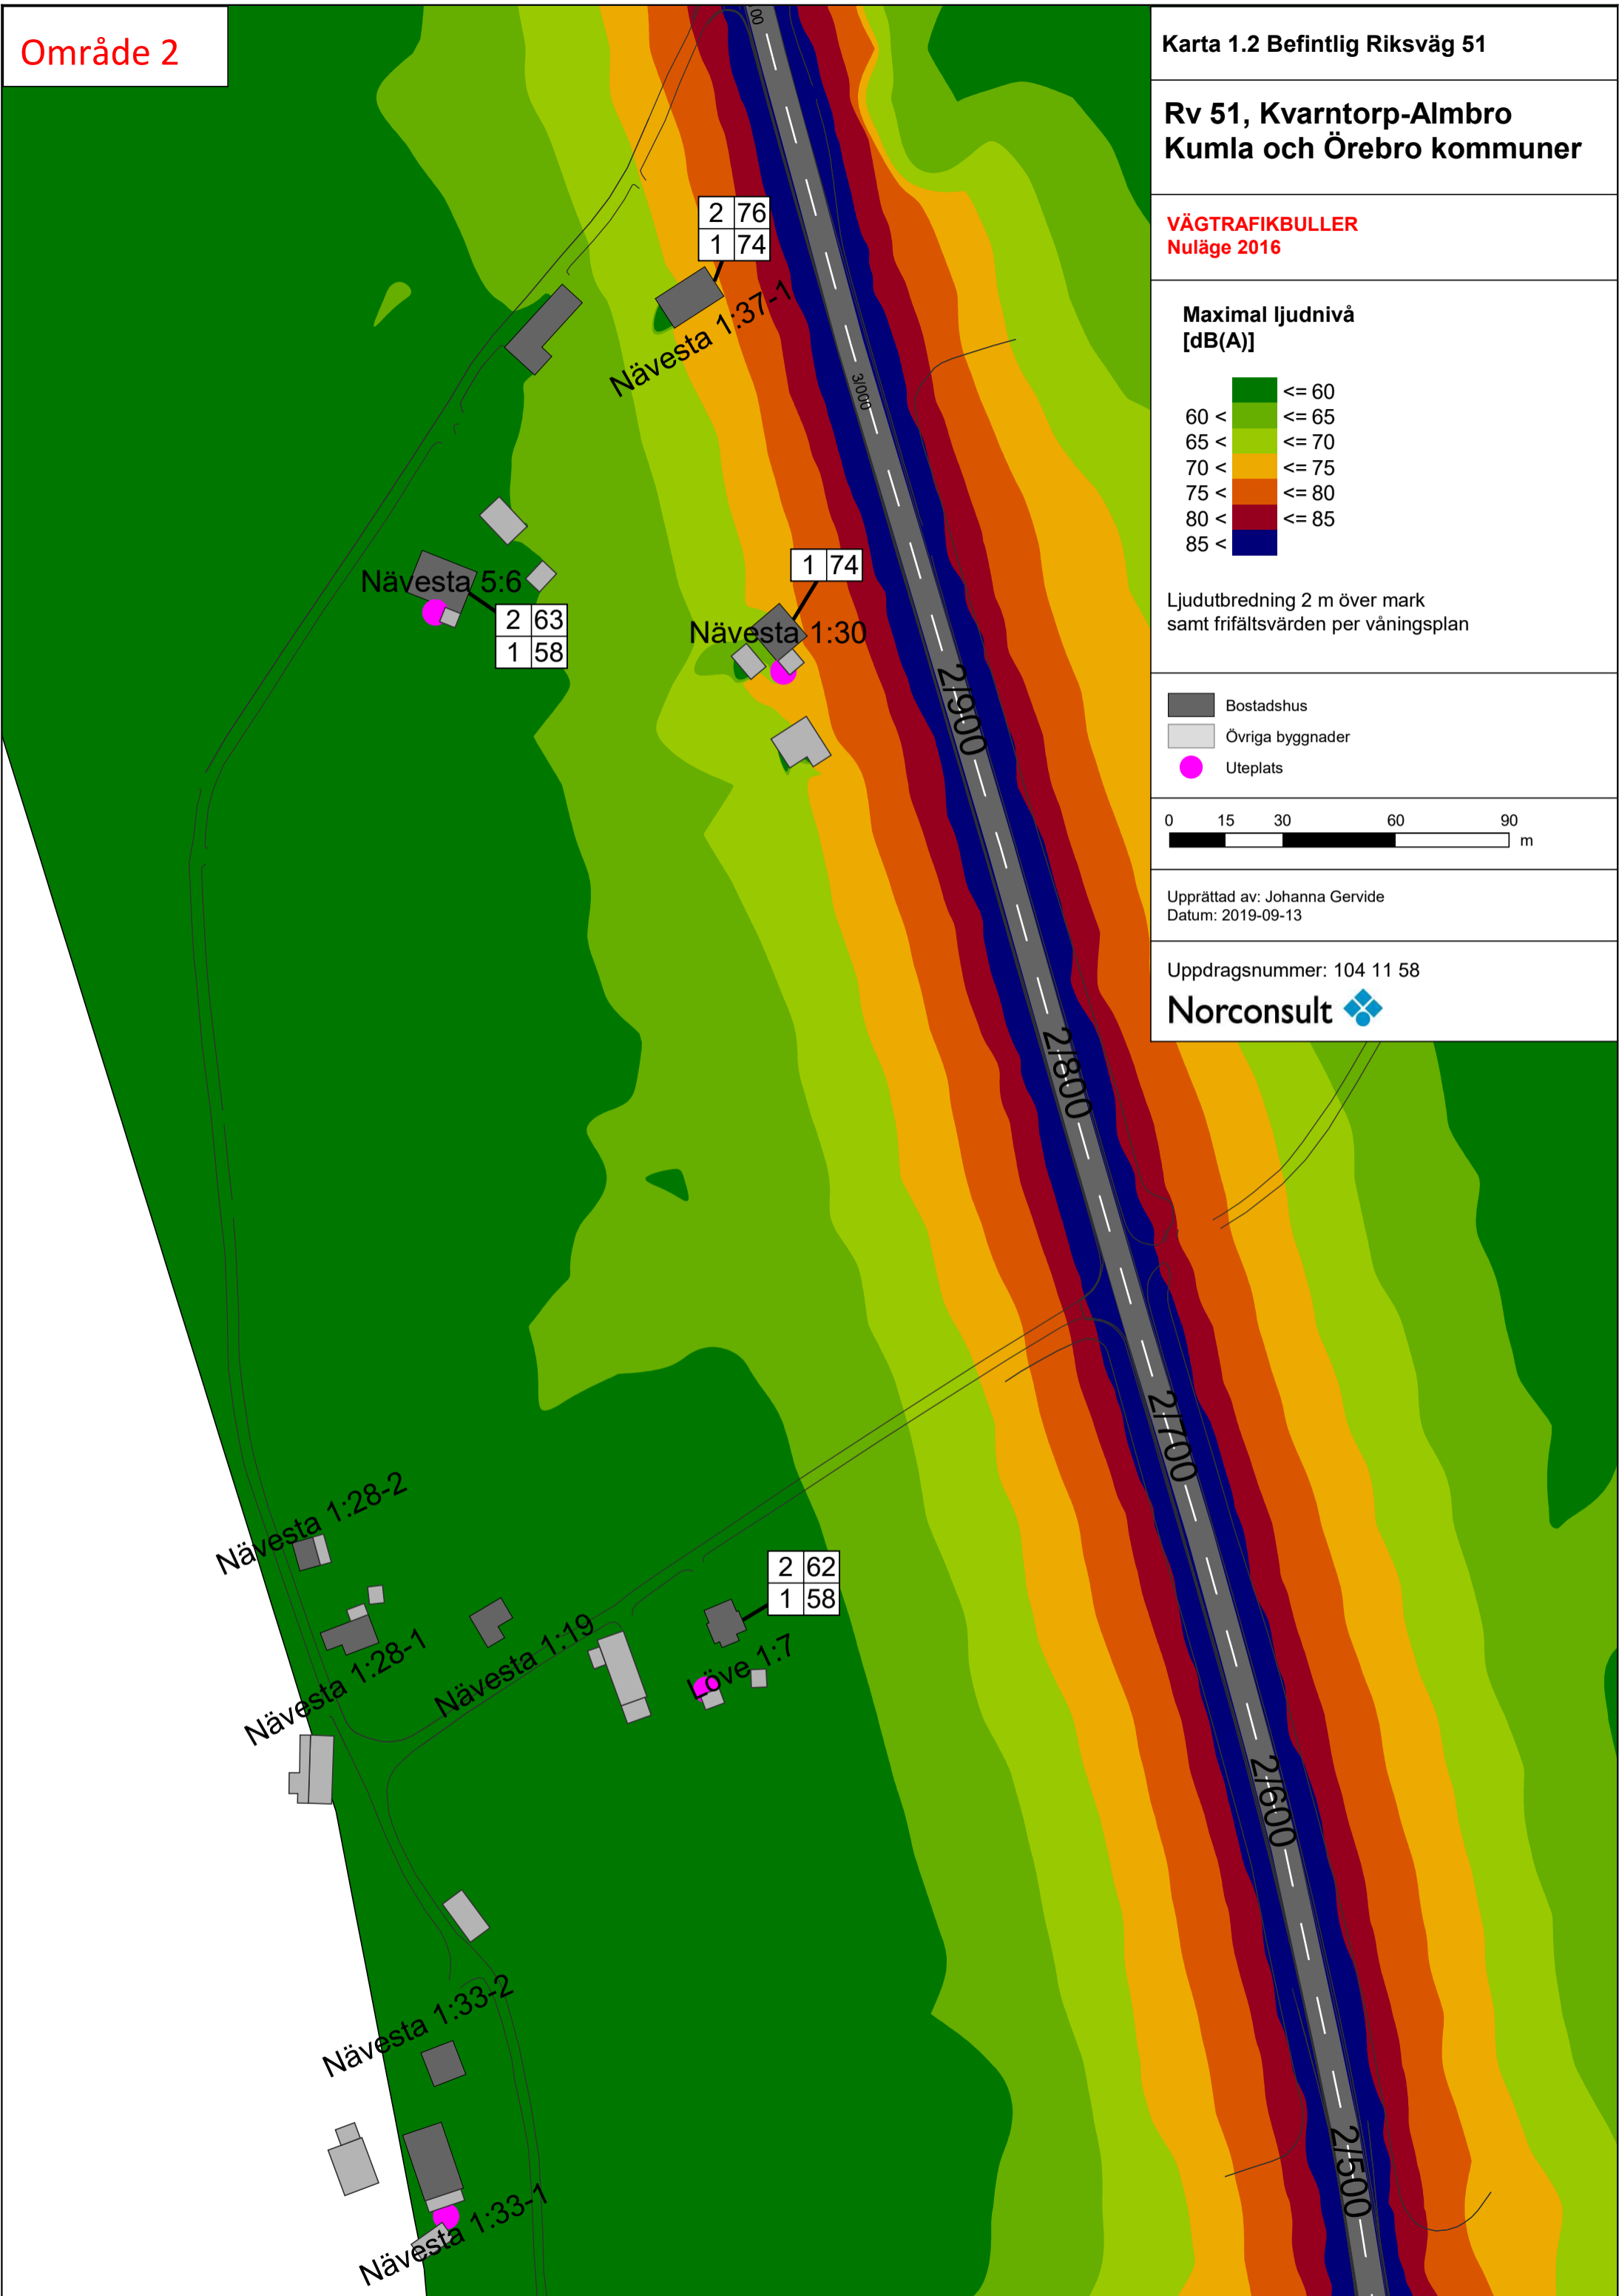 Område 2
Karta 1.2 Befintlig Riksväg 51
Rv 51, Kvarntorp-Almbro
Kumla och Örebro kommuner
VÄGTRAFIKBULLER
Nuläge 2016
Maximal ljudnivå
[dB(A)]
<= 60
60 < <= 65
65 < <= 70
70 < <= 75
75 < <= 80
80 < <= 85
85 <
Ljudutbredning 2 m över mark
samt frifältsvärden per våningsplan
Bostadshus
Övriga byggnader
Uteplats
0 15 30 60 90
m
Upprättad av: Johanna Gervide
Datum: 2019-09-13
Uppdragsnummer: 104 11 58
Norconsult
00
2 76
1 74
Nävesta 1:37-1
3/000
1 74
Nävesta 5:6
2 63
1 58
Nävesta 1:30
2/900
2/800
2/700
Nävesta 1:28-2
2 62
1 58
Nävesta 1:28-1
Nävesta 1:19
Löve 1:7
2/600
Nävesta 1:33-2
2/500
Nävesta 1:33-1